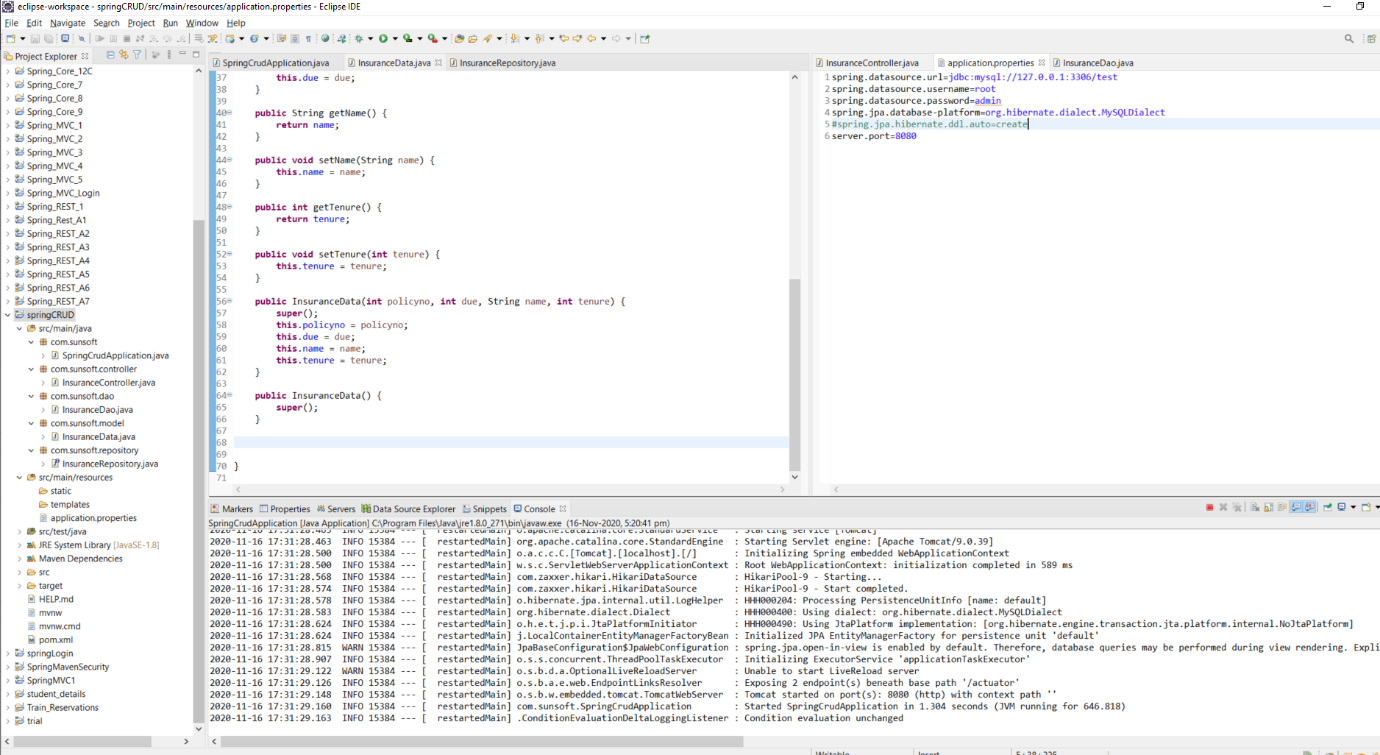 eclipse-workspace - springCRUD/src/main/resources/application.properties - Eclipse IDE
File Edit Navigate Search Project Run Window Help
Project Explorer
Spring_Core_12C
Spring_Core_7
Spring_Core_8
Spring_Core_9
Spring_MVC_1
Spring_MVC_2
Spring_MVC_3
Spring_MVC_4
Spring_MVC_5
Spring_MVC_Login
Spring_REST_1
Spring_Rest_A1
Spring_REST_A2
Spring_REST_A3
Spring_REST_A4
Spring_REST_A5
Spring_REST_A6
Spring_REST_A7
springCRUD
src/main/java
com.sunsoft
SpringCrudApplication.java
com.sunsoft.controller
InsuranceController.java
com.sunsoft.dao
InsuranceDao.java
com.sunsoft.model
InsuranceData.java
com.sunsoft.repository
InsuranceRepository.java
src/main/resources
static
templates
application.properties
src/test/java
JRE System Library [JavaSE-1.8]
Maven Dependencies
src
target
HELP.md
mvnw
mvnw.cmd
pom.xml
springLogin
SpringMavenSecurity
SpringMVC1
student_details
Train_Reservations
trial
SpringCrudApplication.java InsuranceData.java InsuranceRepository.java
37 this.due = due;
38 }
39
40 public String getName() {
41 return name;
42 }
43
44 public void setName(String name) {
45 this.name = name;
46 }
47
48 public int getTenure() {
49 return tenure;
50 }
51
52 public void setTenure(int tenure) {
53 this.tenure = tenure;
54 }
55
56 public InsuranceData(int policyno, int due, String name, int tenure) {
57 super();
58 this.policyno = policyno;
59 this.due = due;
60 this.name = name;
61 this.tenure = tenure;
62 }
63
64 public InsuranceData() {
65 super();
66 }
67
68
69
70 }
71
InsuranceController.java application.properties InsuranceDao.java
1 spring.datasource.url=jdbc:mysql://127.0.0.1:3306/test
2 spring.datasource.username=root
3 spring.datasource.password=admin
4 spring.jpa.database-platform=org.hibernate.dialect.MySQLDialect
5 #spring.jpa.hibernate.ddl.auto=create
6 server.port=8080
Markers Properties Servers Data Source Explorer Snippets Console
SpringCrudApplication [Java Application] C:\Program Files\Java\jre1.8.0_271\bin\javaw.exe (16-Nov-2020, 5:20:41 pm)
2020-11-16 17:31:28.463 INFO 15384 --- [ restartedMain] o.apache.catalina.core.StandardService : Starting service [Tomcat]
2020-11-16 17:31:28.463 INFO 15384 --- [ restartedMain] org.apache.catalina.core.StandardEngine : Starting Servlet engine: [Apache Tomcat/9.0.39]
2020-11-16 17:31:28.500 INFO 15384 --- [ restartedMain] o.a.c.c.C.[Tomcat].[localhost].[/] : Initializing Spring embedded WebApplicationContext
2020-11-16 17:31:28.500 INFO 15384 --- [ restartedMain] w.s.c.ServletWebServerApplicationContext : Root WebApplicationContext: initialization completed in 589 ms
2020-11-16 17:31:28.568 INFO 15384 --- [ restartedMain] com.zaxxer.hikari.HikariDataSource : HikariPool-9 - Starting...
2020-11-16 17:31:28.574 INFO 15384 --- [ restartedMain] com.zaxxer.hikari.HikariDataSource : HikariPool-9 - Start completed.
2020-11-16 17:31:28.578 INFO 15384 --- [ restartedMain] o.hibernate.jpa.internal.util.LogHelper : HHH000204: Processing PersistenceUnitInfo [name: default]
2020-11-16 17:31:28.583 INFO 15384 --- [ restartedMain] org.hibernate.dialect.Dialect : HHH000400: Using dialect: org.hibernate.dialect.MySQLDialect
2020-11-16 17:31:28.624 INFO 15384 --- [ restartedMain] o.h.e.t.j.p.i.JtaPlatformInitiator : HHH000490: Using JtaPlatform implementation: [org.hibernate.engine.transaction.jta.platform.internal.NoJtaPlatform]
2020-11-16 17:31:28.624 INFO 15384 --- [ restartedMain] j.LocalContainerEntityManagerFactoryBean : Initialized JPA EntityManagerFactory for persistence unit 'default'
2020-11-16 17:31:28.815 WARN 15384 --- [ restartedMain] JpaBaseConfiguration$JpaWebConfiguration : spring.jpa.open-in-view is enabled by default. Therefore, database queries may be performed during view rendering. Expli
2020-11-16 17:31:28.907 INFO 15384 --- [ restartedMain] o.s.s.concurrent.ThreadPoolTaskExecutor : Initializing ExecutorService 'applicationTaskExecutor'
2020-11-16 17:31:29.122 WARN 15384 --- [ restartedMain] o.s.b.d.a.OptionalLiveReloadServer : Unable to start LiveReload server
2020-11-16 17:31:29.126 INFO 15384 --- [ restartedMain] o.s.b.a.e.web.EndpointLinksResolver : Exposing 2 endpoint(s) beneath base path '/actuator'
2020-11-16 17:31:29.148 INFO 15384 --- [ restartedMain] o.s.b.w.embedded.tomcat.TomcatWebServer : Tomcat started on port(s): 8080 (http) with context path ''
2020-11-16 17:31:29.160 INFO 15384 --- [ restartedMain] com.sunsoft.SpringCrudApplication : Started SpringCrudApplication in 1.304 seconds (JVM running for 646.818)
2020-11-16 17:31:29.163 INFO 15384 --- [ restartedMain] .ConditionEvaluationDeltaLoggingListener : Condition evaluation unchanged
Writable Insert 5 : 38 : 225